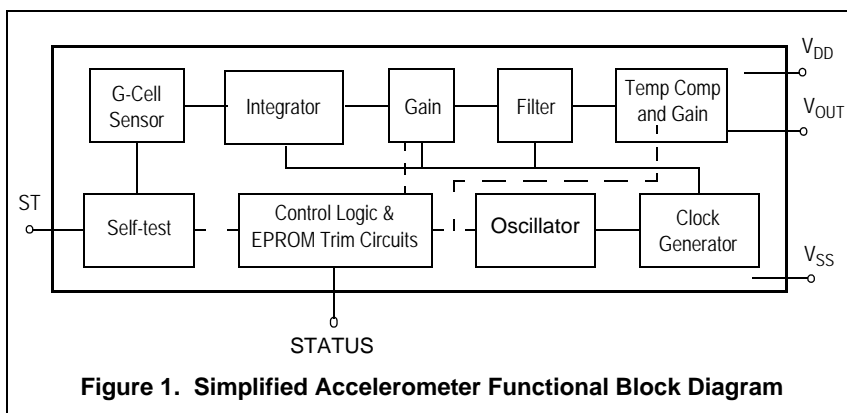 V_DD
G-Cell
Sensor
Integrator
Gain
Filter
Temp Comp
and Gain
V_OUT
ST
Self-test
Control Logic &
EPROM Trim Circuits
Oscillator
Clock
Generator
V_SS
STATUS
Figure 1. Simplified Accelerometer Functional Block Diagram